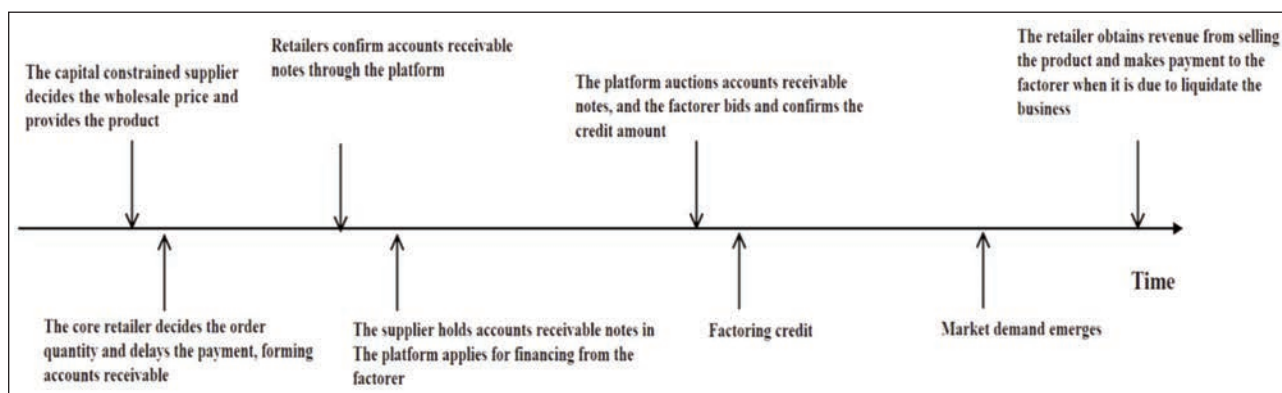 The capital constrained supplier
decides the wholesale price and
provides the product
Retailers confirm accounts receivable
notes through the platform
The platform auctions accounts receivable
notes, and the factorer bids and confirms the
credit amount
The retailer obtains revenue from selling
the product and makes payment to the
factorer when it is due to liquidate the
business
Time
The core retailer decides the order
quantity and delays the payment, forming
accounts receivable
The supplier holds accounts receivable notes in
The platform applies for financing from the
factorer
Factoring credit
Market demand emerges